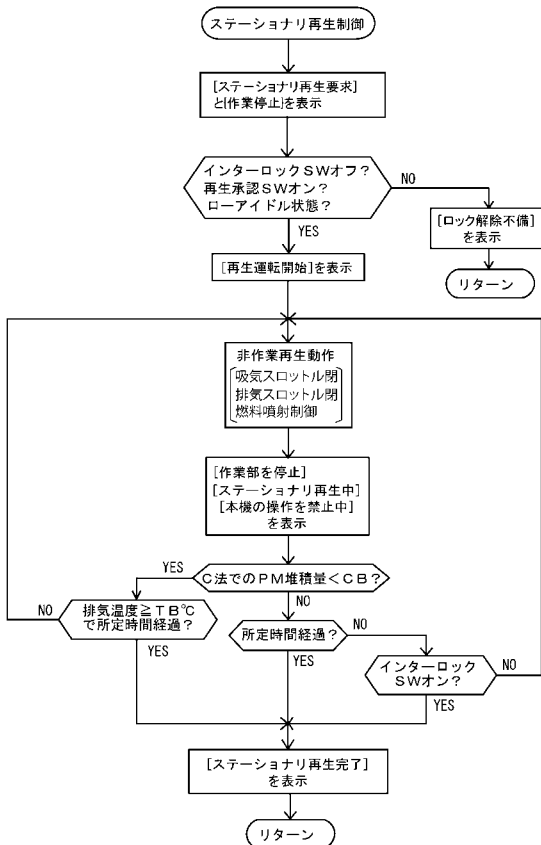 ステーショナリ再生制御
[ステーショナリ再生要求]
と[作業停止]を表示
インターロックSWオフ?
再生承認SWオン?
ローアイドル状態?
NO
YES
[ロック解除不備]
を表示
リターン
[再生運転開始]を表示
非作業再生動作
吸気スロットル閉
排気スロットル閉
燃料噴射制御
[作業部を停止]
[ステーショナリ再生中]
[本機の操作を禁止中]
を表示
C法でのPM堆積量<CB?
YES
NO
排気温度≧TB℃
で所定時間経過?
NO
YES
所定時間経過?
NO
YES
インターロック
SWオン?
NO
YES
[ステーショナリ再生完了]
を表示
リターン